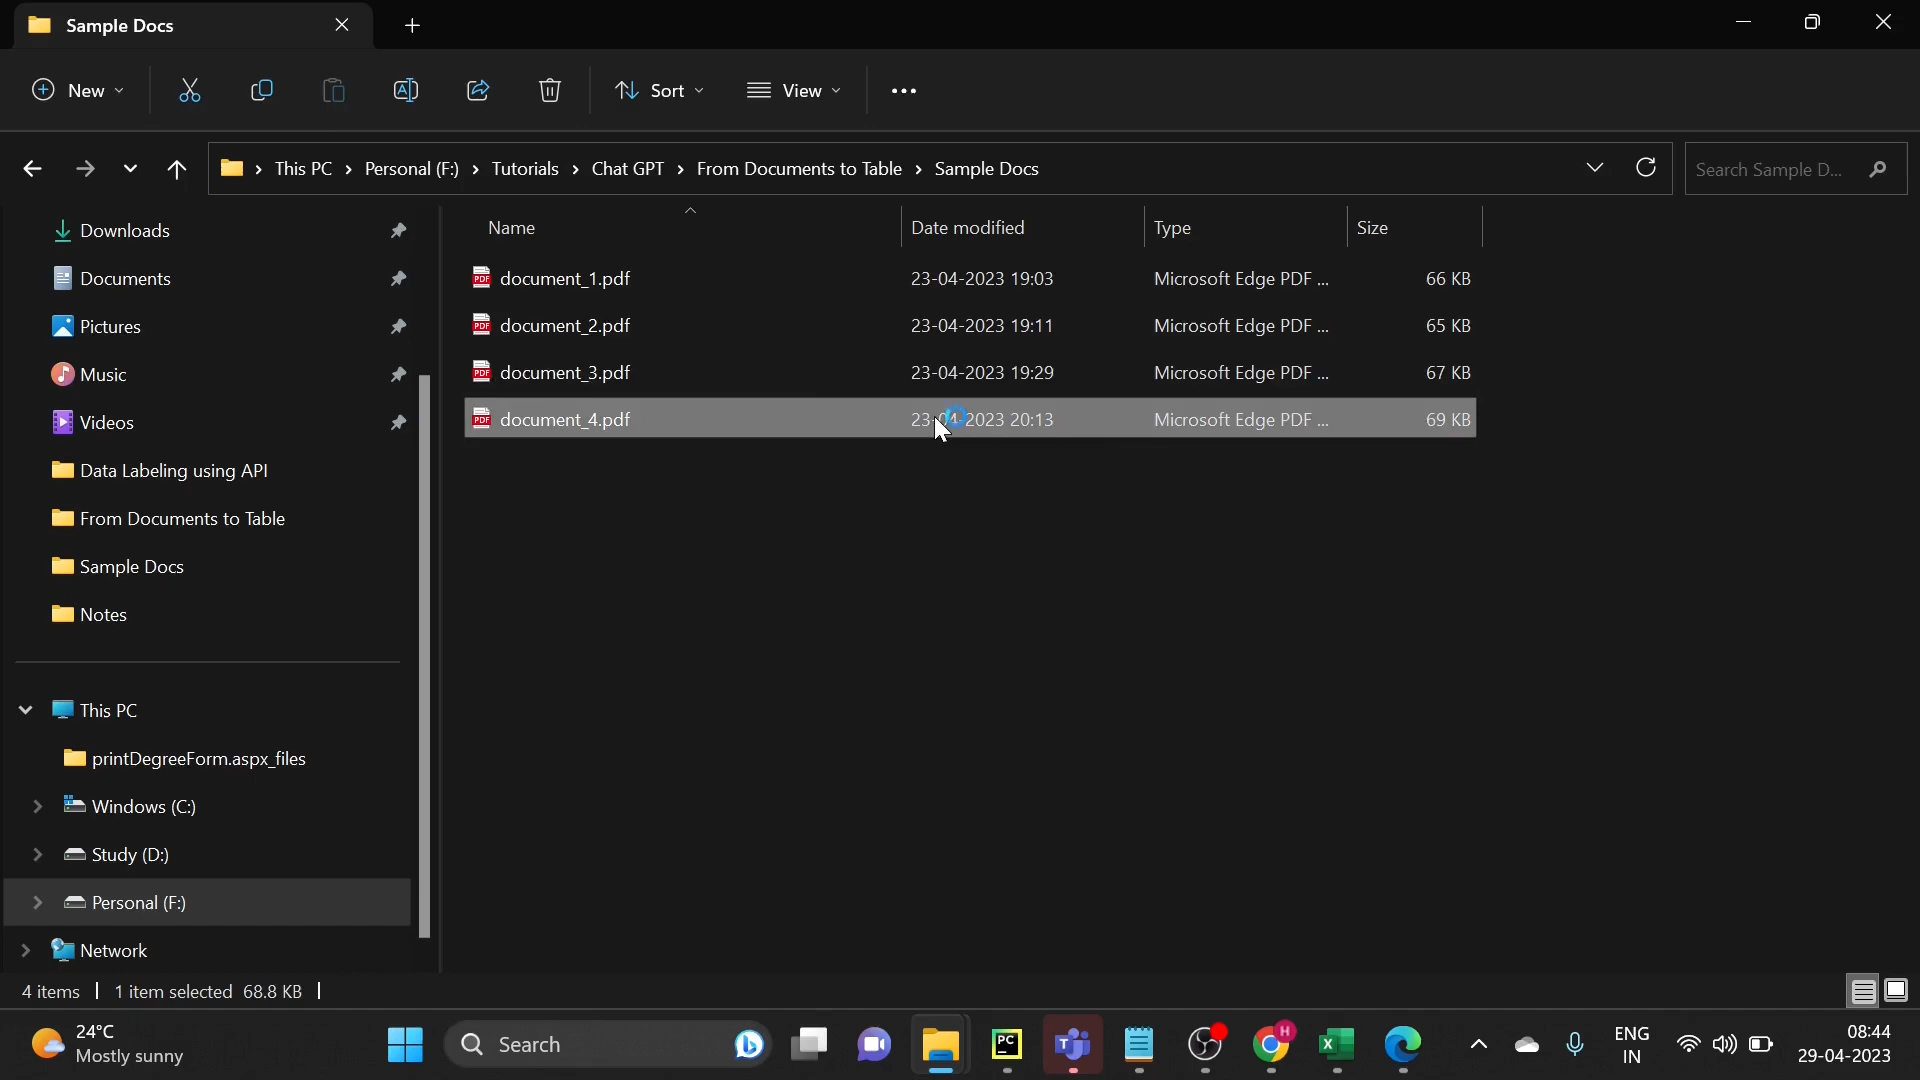 Sample Docs
New
Sort
View
This PC > Personal (F:) > Tutorials > Chat GPT > From Documents to Table > Sample Docs
Search Sample D...
Name Date modified Type Size
document_1.pdf 23-04-2023 19:03 Microsoft Edge PDF ... 66 KB
document_2.pdf 23-04-2023 19:11 Microsoft Edge PDF ... 65 KB
document_3.pdf 23-04-2023 19:29 Microsoft Edge PDF ... 67 KB
document_4.pdf 23-04-2023 20:13 Microsoft Edge PDF ... 69 KB
Downloads
Documents
Pictures
Music
Videos
Data Labeling using API
From Documents to Table
Sample Docs
Notes
This PC
printDegreeForm.aspx_files
Windows (C:)
Study (D:)
Personal (F:)
Network
4 items 1 item selected 68.8 KB
24°C
Mostly sunny
Search
ENG
IN
08:44
29-04-2023